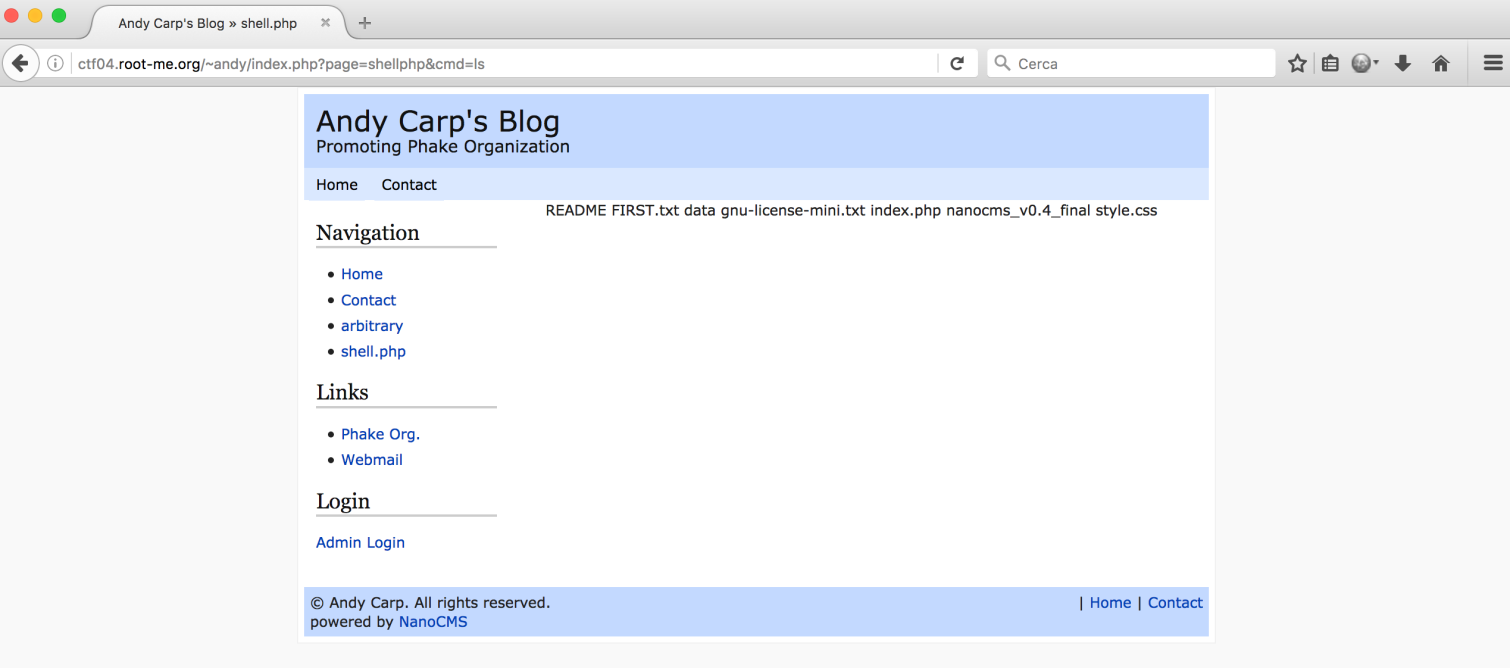 Andy Carp's Blog » shell.php
ctf04.root-me.org/~andy/index.php?page=shellphp&cmd=ls
Cerca
Andy Carp's Blog
Promoting Phake Organization
Home Contact
README FIRST.txt data gnu-license-mini.txt index.php nanocms_v0.4_final style.css
Navigation
Home
Contact
arbitrary
shell.php
Links
Phake Org.
Webmail
Login
Admin Login
© Andy Carp. All rights reserved. | Home | Contact
powered by NanoCMS